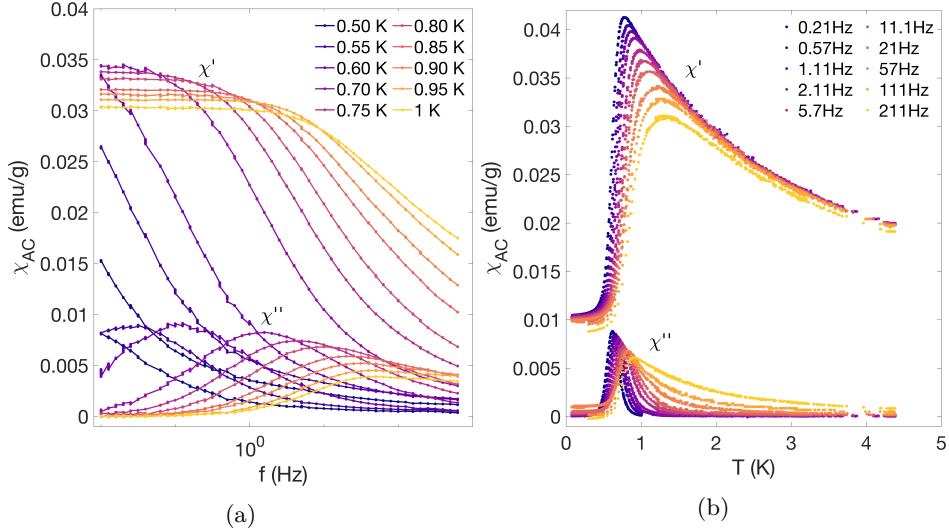 0.04
0.035
0.03
0.025
0.02
0.015
0.01
0.005
0
χ_AC (emu/g)
10⁰
f (Hz)
χ'
χ''
0.50 K 0.80 K
0.55 K 0.85 K
0.60 K 0.90 K
0.70 K 0.95 K
0.75 K 1 K
(a)
0.04
0.035
0.03
0.025
0.02
0.015
0.01
0.005
0
χ_AC (emu/g)
0 1 2 3 4 5
T (K)
χ'
χ''
0.21Hz 11.1Hz
0.57Hz 21Hz
1.11Hz 57Hz
2.11Hz 111Hz
5.7Hz 211Hz
(b)